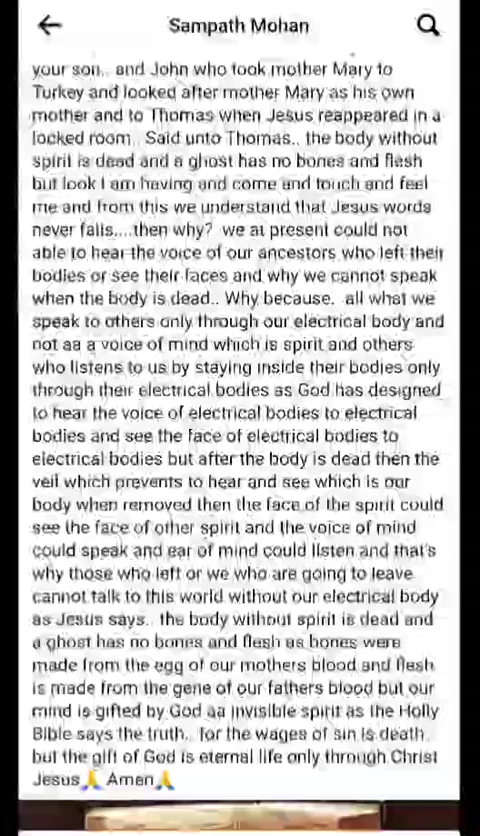 Sampath Mohan
your son.. and John who took mother Mary to
Turkey and looked after mother Mary as his own
mother and to Thomas when Jesus reappeared in a
locked room.. Said unto Thomas.. the body without
spirit is dead and a ghost has no bones and flesh
but look I am having and come and touch and feel
me and from this we understand that Jesus words
never fails....then why? we at present could not
able to hear the voice of our ancestors who left their
bodies or see their faces and why we cannot speak
when the body is dead.. Why because. all what we
speak to others only through our electrical body and
not aa a voice of mind which is spirit and others
who listens to us by staying inside their bodies only
through their electrical bodies as God has designed
to hear the voice of electrical bodies to electrical
bodies and see the face of electrical bodies to
electrical bodies but after the body is dead then the
veil which prevents to hear and see which is our
body when removed then the face of the spirit could
see the face of other spirit and the voice of mind
could speak and ear of mind could listen and that's
why those who left or we who are going to leave
cannot talk to this world without our electrical body
as Jesus says.. the body without spirit is dead and
a ghost has no bones and flesh as bones were
made from the egg of our mothers blood and flesh
is made from the gene of our fathers blood but our
mind is gifted by God aa invisible spirit as the Holly
Bible says the truth.. for the wages of sin is death
but the gift of God is eternal life only through Christ
Jesus🙏 Amen🙏